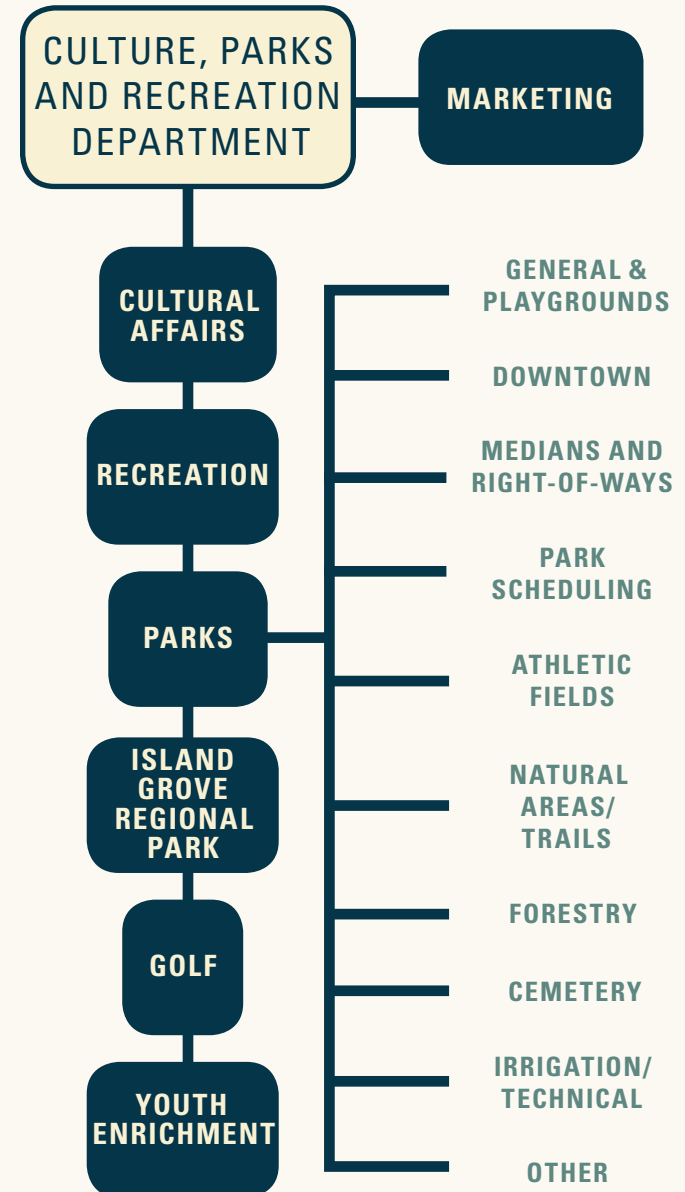 CULTURE, PARKS
AND RECREATION
DEPARTMENT
MARKETING
CULTURAL
AFFAIRS
RECREATION
PARKS
ISLAND
GROVE
REGIONAL
PARK
GOLF
YOUTH
ENRICHMENT
GENERAL &
PLAYGROUNDS
DOWNTOWN
MEDIANS AND
RIGHT-OF-WAYS
PARK
SCHEDULING
ATHLETIC
FIELDS
NATURAL
AREAS/
TRAILS
FORESTRY
CEMETERY
IRRIGATION/
TECHNICAL
OTHER